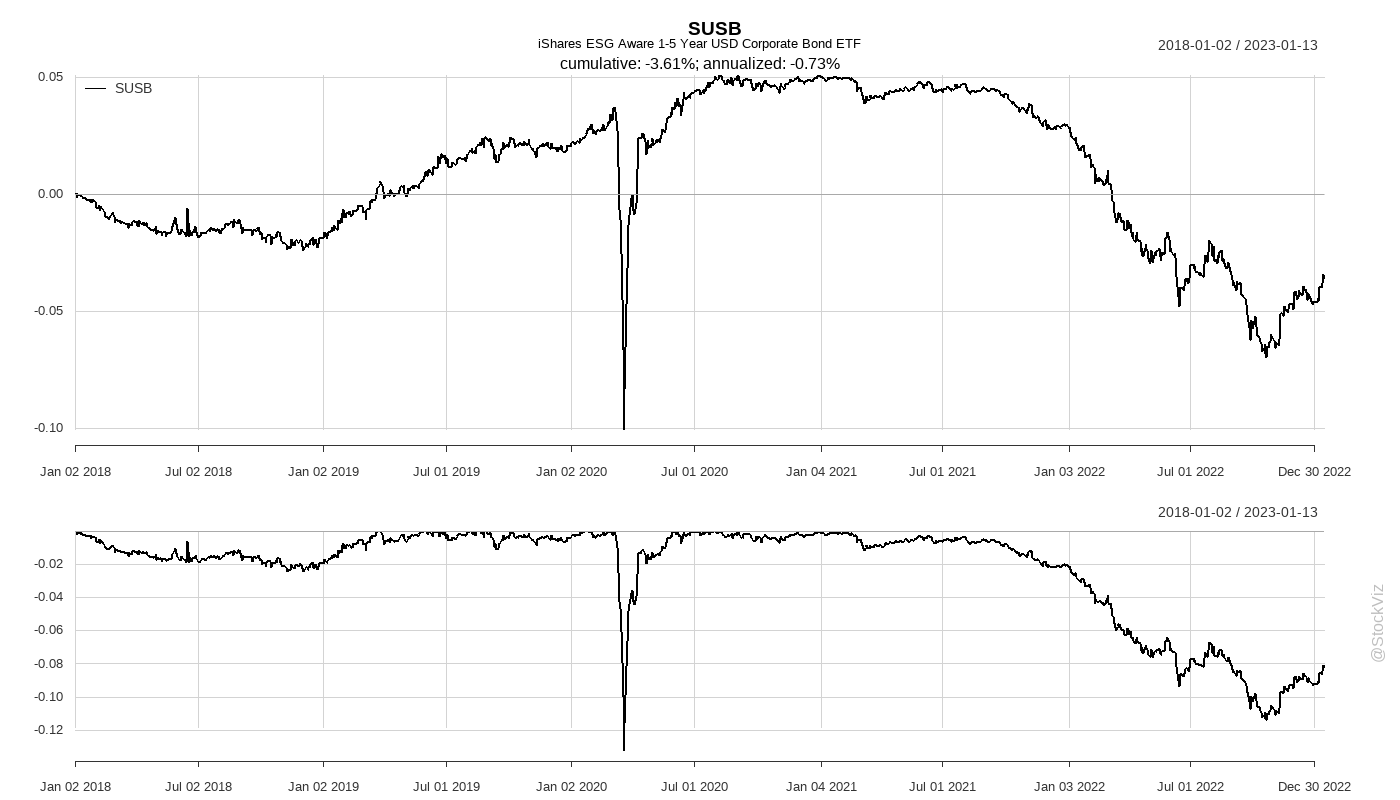 SUSB
iShares ESG Aware 1-5 Year USD Corporate Bond ETF
2018-01-02 / 2023-01-13
cumulative: -3.61%; annualized: -0.73%
0.05
SUSB
0.00
-0.05
-0.10
Jan 02 2018 Jul 02 2018 Jan 02 2019 Jul 01 2019 Jan 02 2020 Jul 01 2020 Jan 04 2021 Jul 01 2021 Jan 03 2022 Jul 01 2022 Dec 30 2022
2018-01-02 / 2023-01-13
-0.02
-0.04
-0.06
-0.08
-0.10
-0.12
Jan 02 2018 Jul 02 2018 Jan 02 2019 Jul 01 2019 Jan 02 2020 Jul 01 2020 Jan 04 2021 Jul 01 2021 Jan 03 2022 Jul 01 2022 Dec 30 2022
@StockViz